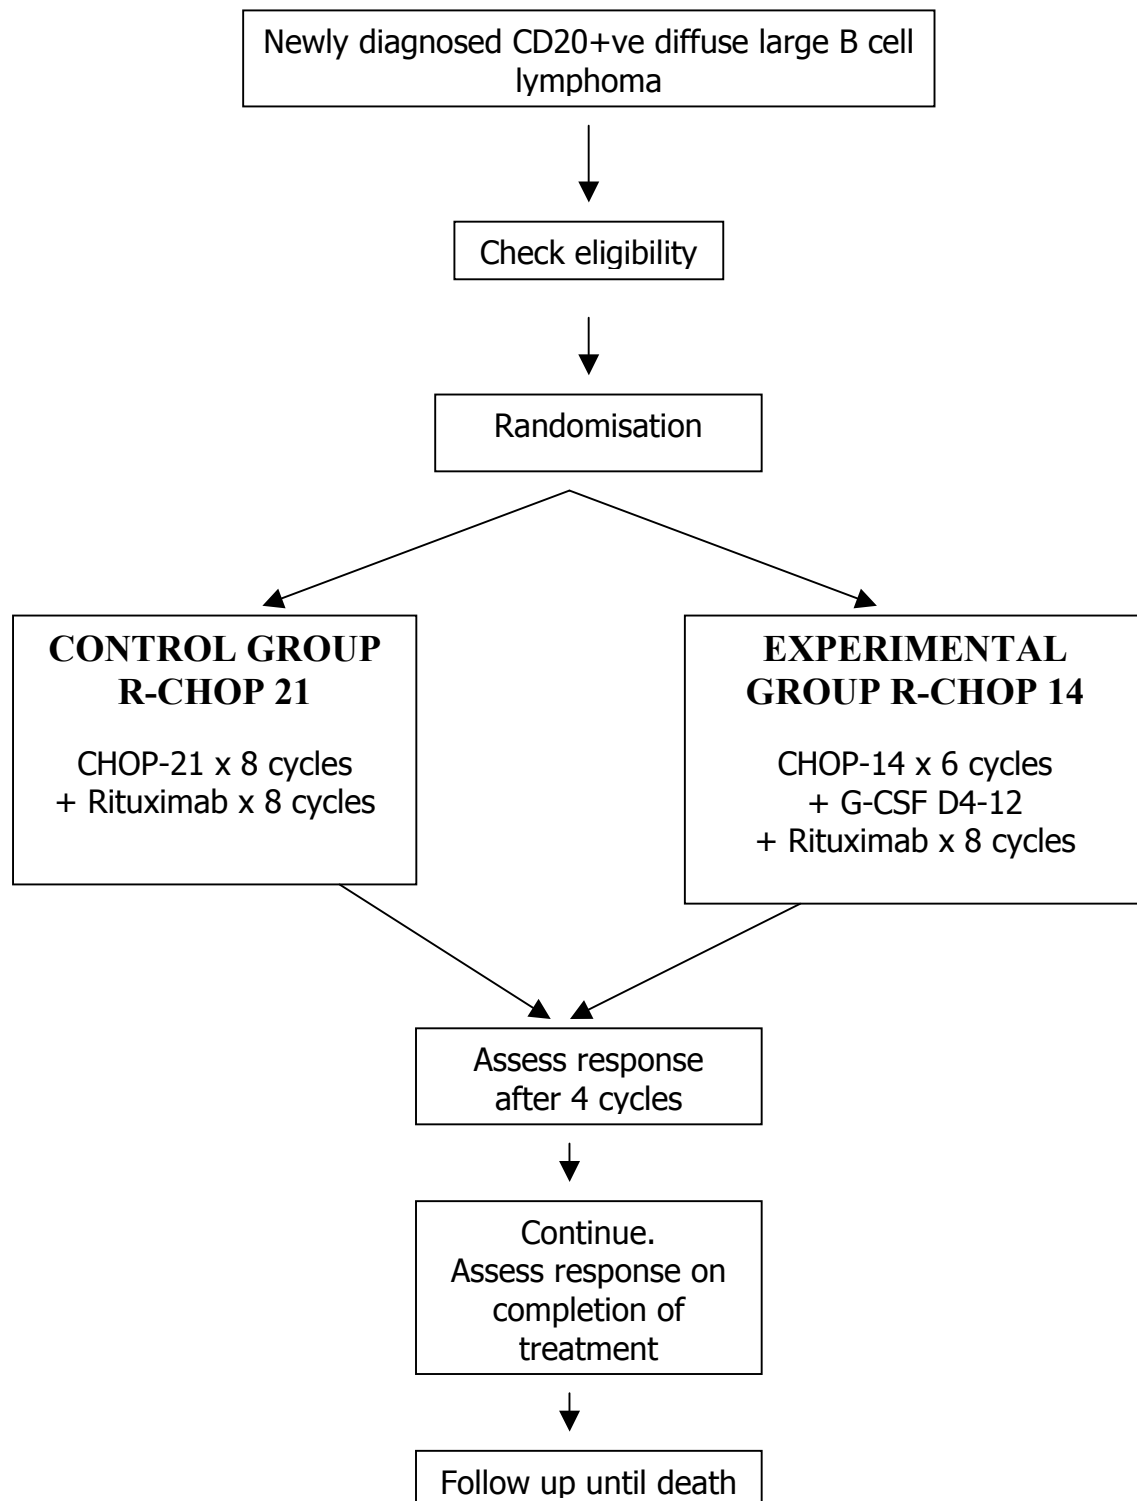 Newly diagnosed CD20+ve diffuse large B cell
lymphoma
Check eligibility
Randomisation
CONTROL GROUP
R-CHOP 21
CHOP-21 x 8 cycles
+ Rituximab x 8 cycles
EXPERIMENTAL
GROUP R-CHOP 14
CHOP-14 x 6 cycles
+ G-CSF D4-12
+ Rituximab x 8 cycles
Assess response
after 4 cycles
Continue.
Assess response on
completion of
treatment
Follow up until death